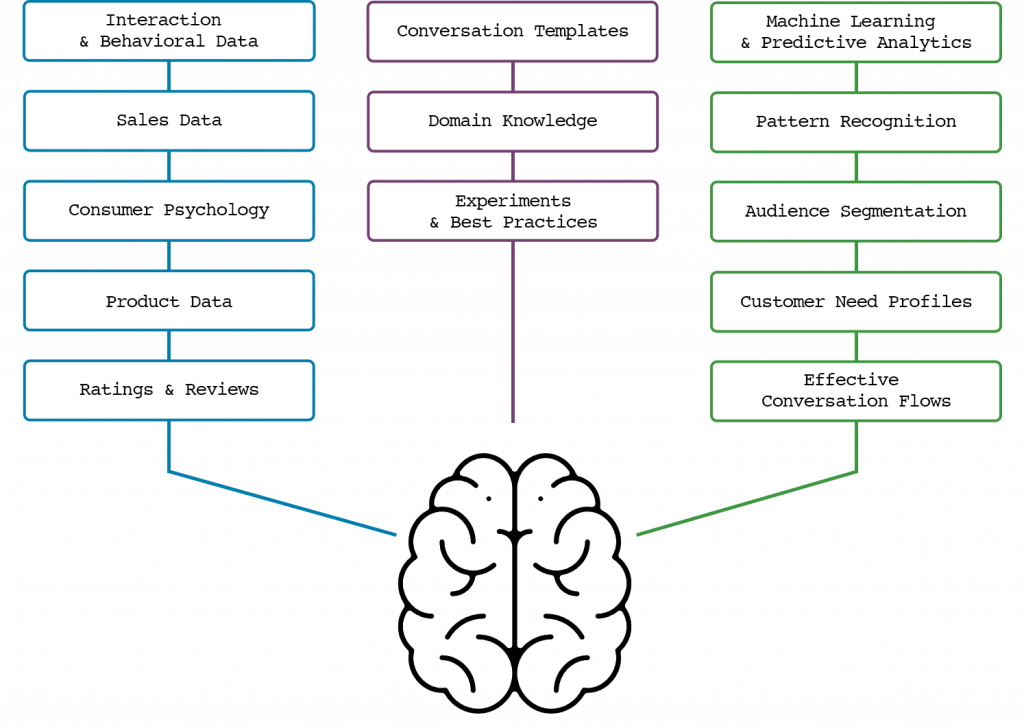 Interaction
& Behavioral Data
Sales Data
Consumer Psychology
Product Data
Ratings & Reviews
Conversation Templates
Domain Knowledge
Experiments
& Best Practices
Machine Learning
& Predictive Analytics
Pattern Recognition
Audience Segmentation
Customer Need Profiles
Effective
Conversation Flows